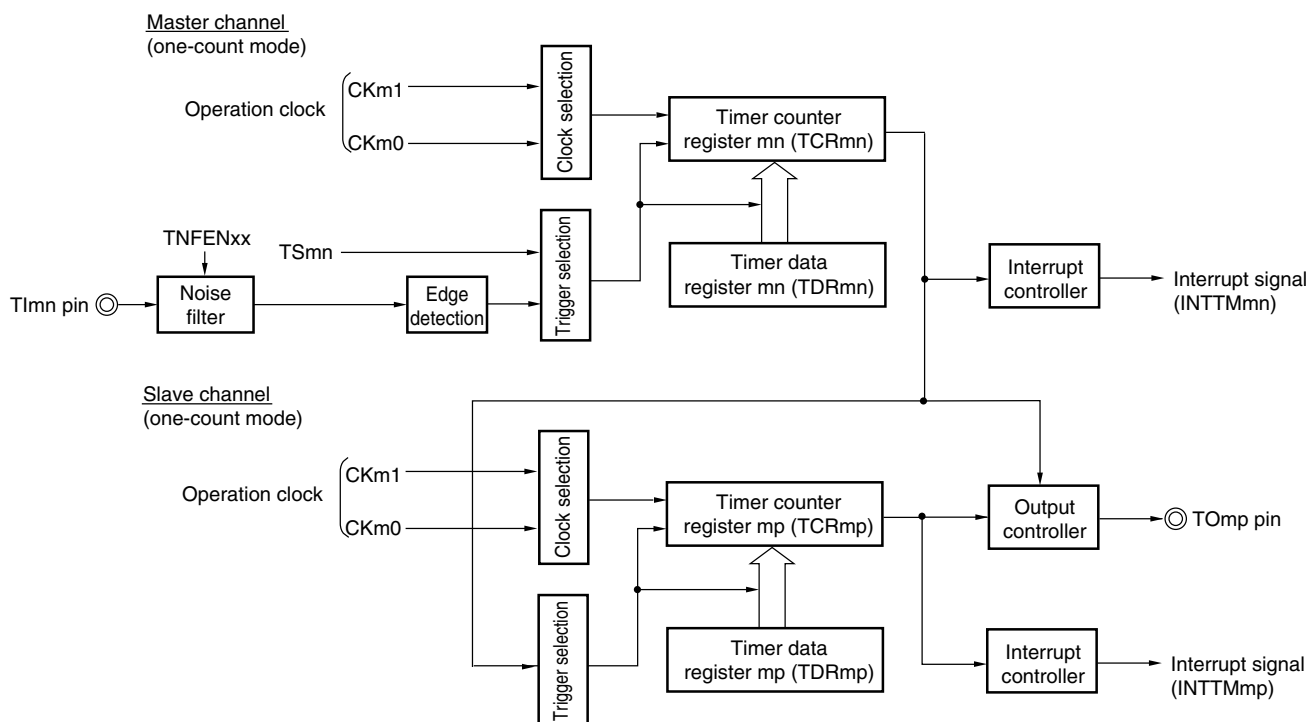 Master channel
(one-count mode)
Operation clock
CKm1
CKm0
Clock selection
Timer counter
register mn (TCRmn)
TNFENxx
TSmn
TImn pin
Noise
filter
Edge
detection
Trigger selection
Timer data
register mn (TDRmn)
Interrupt
controller
Interrupt signal
(INTTMmn)
Slave channel
(one-count mode)
Operation clock
CKm1
CKm0
Clock selection
Timer counter
register mp (TCRmp)
Output
controller
TOmp pin
Trigger selection
Timer data
register mp (TDRmp)
Interrupt
controller
Interrupt signal
(INTTMmp)